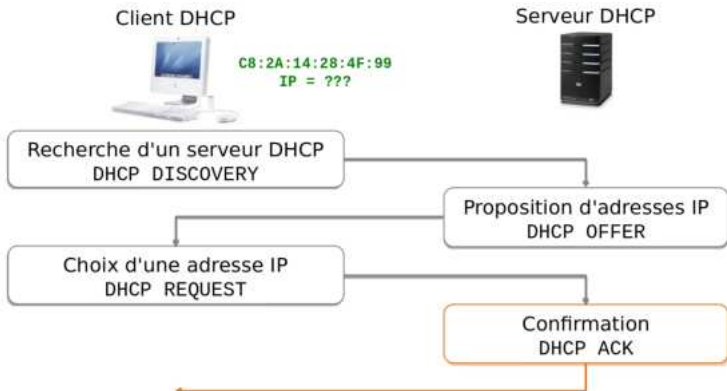 Client DHCP
Serveur DHCP
C8:2A:14:28:4F:99
IP = ???
Recherche d'un serveur DHCP
DHCP DISCOVERY
Proposition d'adresses IP
DHCP OFFER
Choix d'une adresse IP
DHCP REQUEST
Confirmation
DHCP ACK